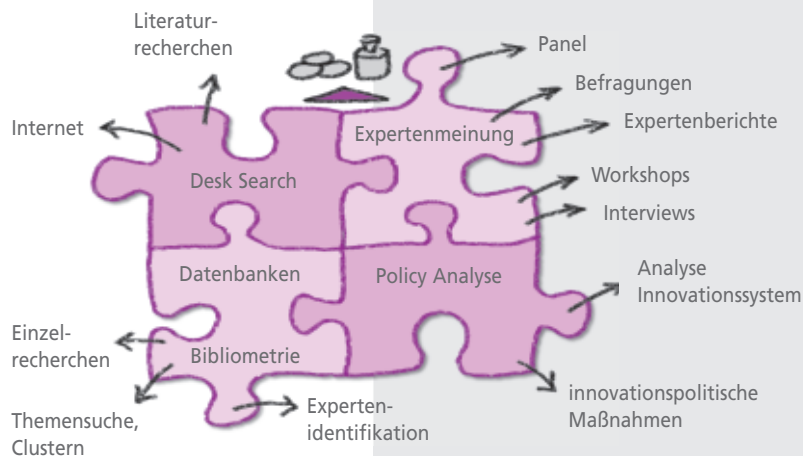 Literatur-
recherchen
Panel
Befragungen
Internet
Expertenmeinung
Expertenberichte
Desk Search
Workshops
Interviews
Datenbanken
Policy Analyse
Analyse
Innovationssystem
Einzel-
recherchen
Bibliometrie
Themensuche,
Clustern
Experten-
identifikation
innovationspolitische
Maßnahmen